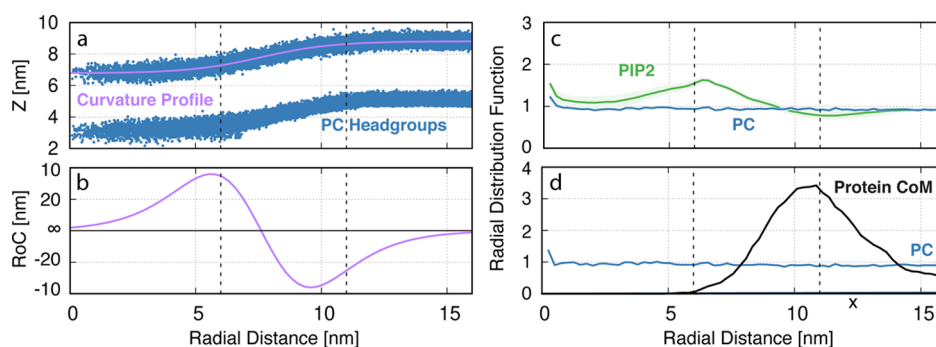 10
8
6
4
2
Z [nm]
a
Curvature Profile
PC Headgroups
10
20
∞
-20
-10
RoC [nm]
b
0
5
10
15
Radial Distance [nm]
3
2
1
0
c
PIP2
PC
Radial Distribution Function
4
3
2
1
0
d
Protein CoM
PC
x
0
5
10
15
Radial Distance [nm]